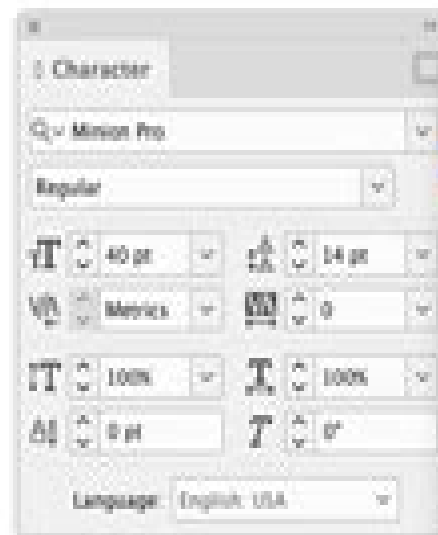 Character
Minion Pro
Regular
40 pt 14 pt
Metrics 0
100% 100%
0 pt 0°
Language: English: USA